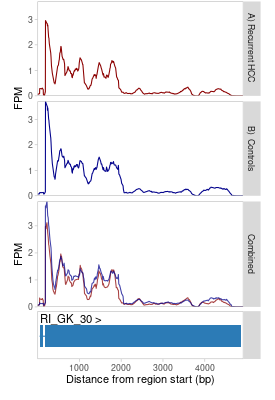 3
2
1
0
A) Recurrent HCC
FPM
3
2
1
0
B) Controls
3
2
1
0
Combined
FPM
RI_GK_30 >
1000 2000 3000 4000
Distance from region start (bp)